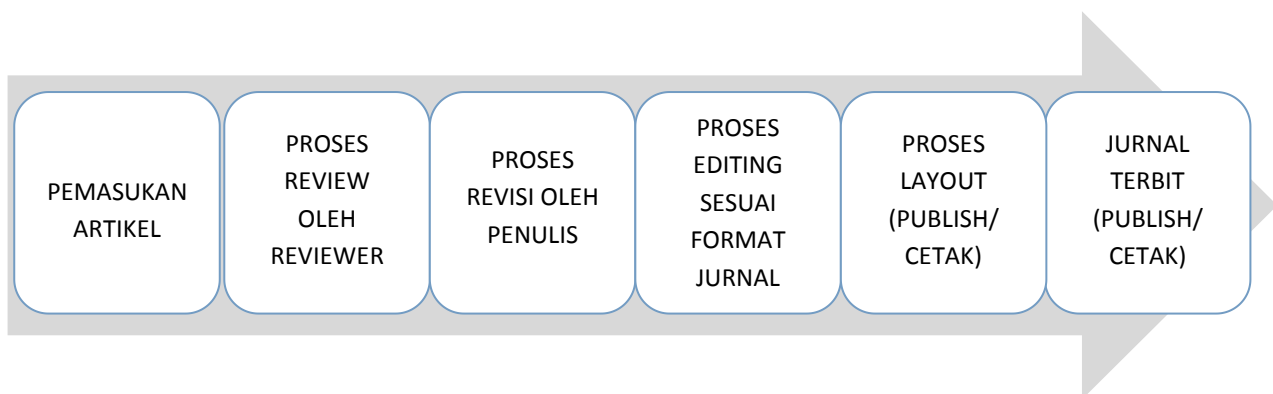 PEMASUKAN
ARTIKEL
PROSES
REVIEW
OLEH
REVIEWER
PROSES
REVISI OLEH
PENULIS
PROSES
EDITING
SESUAI
FORMAT
JURNAL
PROSES
LAYOUT
(PUBLISH/
CETAK)
JURNAL
TERBIT
(PUBLISH/
CETAK)